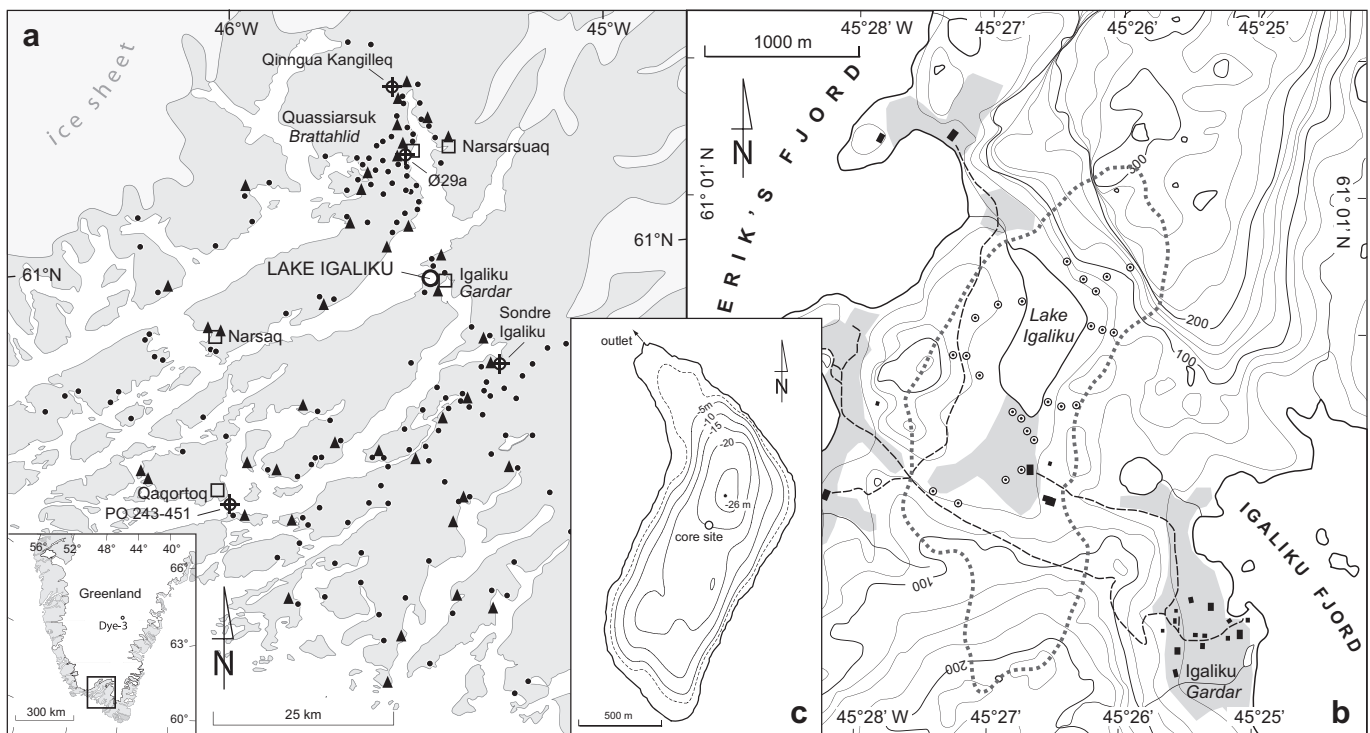 a
46°W
45°W
ice sheet
Qinngua Kangilleq
Quassiarsuk
Brattahlid
Narsarsuaq
Ø29a
61°N
61°N
LAKE IGALIKU
Igaliku
Gardar
Sondre
Igaliku
Narsaq
Qaqortoq
PO 243-451
N
25 km
56° 52° 48° 44° 40°
66°
Greenland
Dye-3
63°
300 km
60°
outlet
N
-5m
-10
-15
-20
-26 m
core site
500 m
c
1000 m
45°28' W
45°27'
45°26'
45°25'
N
ERIK'S FJORD
61° 01' N
61° 01' N
300
200
100
Lake
Igaliku
100
200
IGALIKU FJORD
Igaliku
Gardar
45°28' W
45°27'
45°26'
45°25'
b